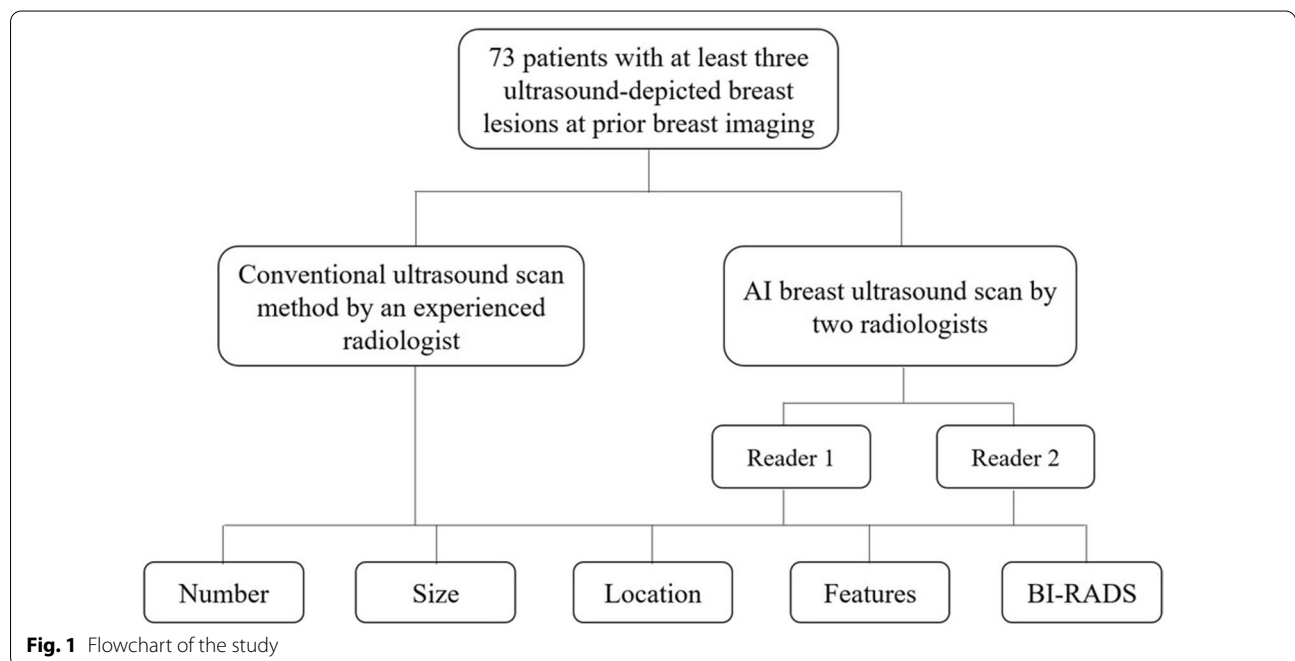 73 patients with at least three
ultrasound-depicted breast
lesions at prior breast imaging
Conventional ultrasound scan
method by an experienced
radiologist
AI breast ultrasound scan by
two radiologists
Reader 1
Reader 2
Number
Size
Location
Features
BI-RADS
Fig. 1 Flowchart of the study